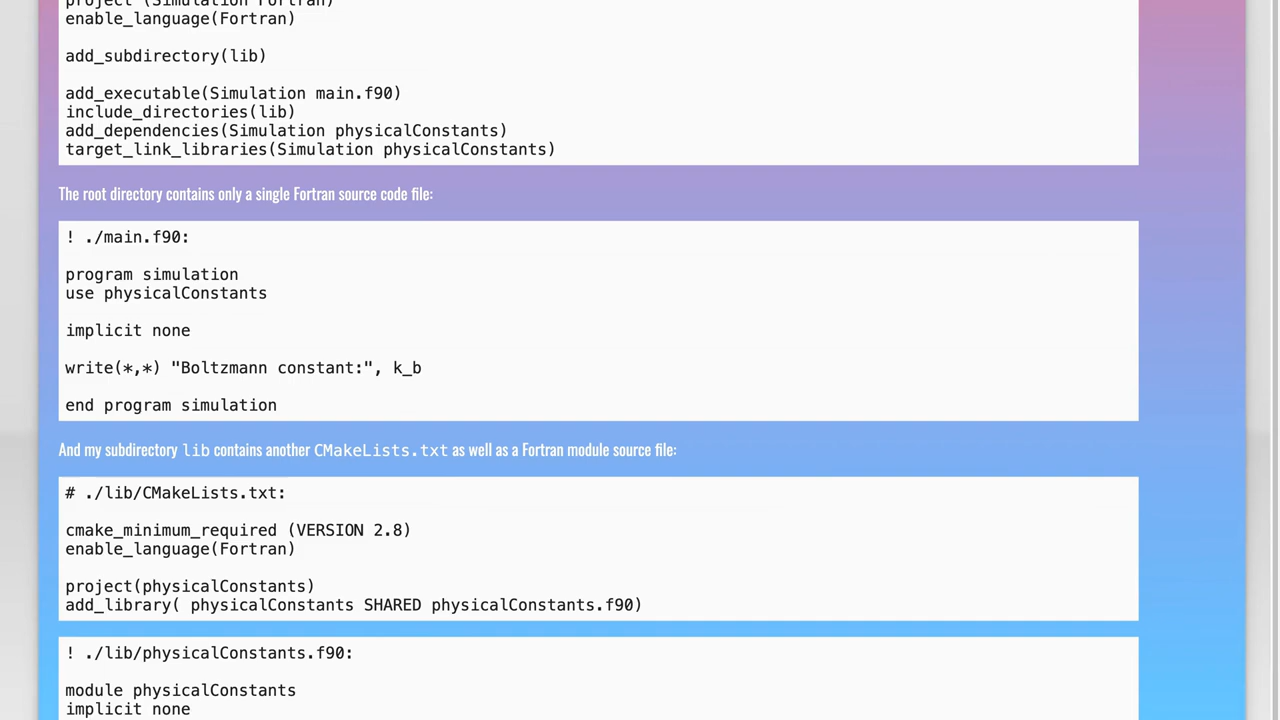 project (Simulation Fortran)
enable_language(Fortran)
add_subdirectory(lib)
add_executable(Simulation main.f90)
include_directories(lib)
add_dependencies(Simulation physicalConstants)
target_link_libraries(Simulation physicalConstants)
The root directory contains only a single Fortran source code file:
! ./main.f90:
program simulation
use physicalConstants
implicit none
write(*,*) "Boltzmann constant:", k_b
end program simulation
And my subdirectory lib contains another CMakeLists.txt as well as a Fortran module source file:
# ./lib/CMakeLists.txt:
cmake_minimum_required (VERSION 2.8)
enable_language(Fortran)
project(physicalConstants)
add_library( physicalConstants SHARED physicalConstants.f90)
! ./lib/physicalConstants.f90:
module physicalConstants
implicit none